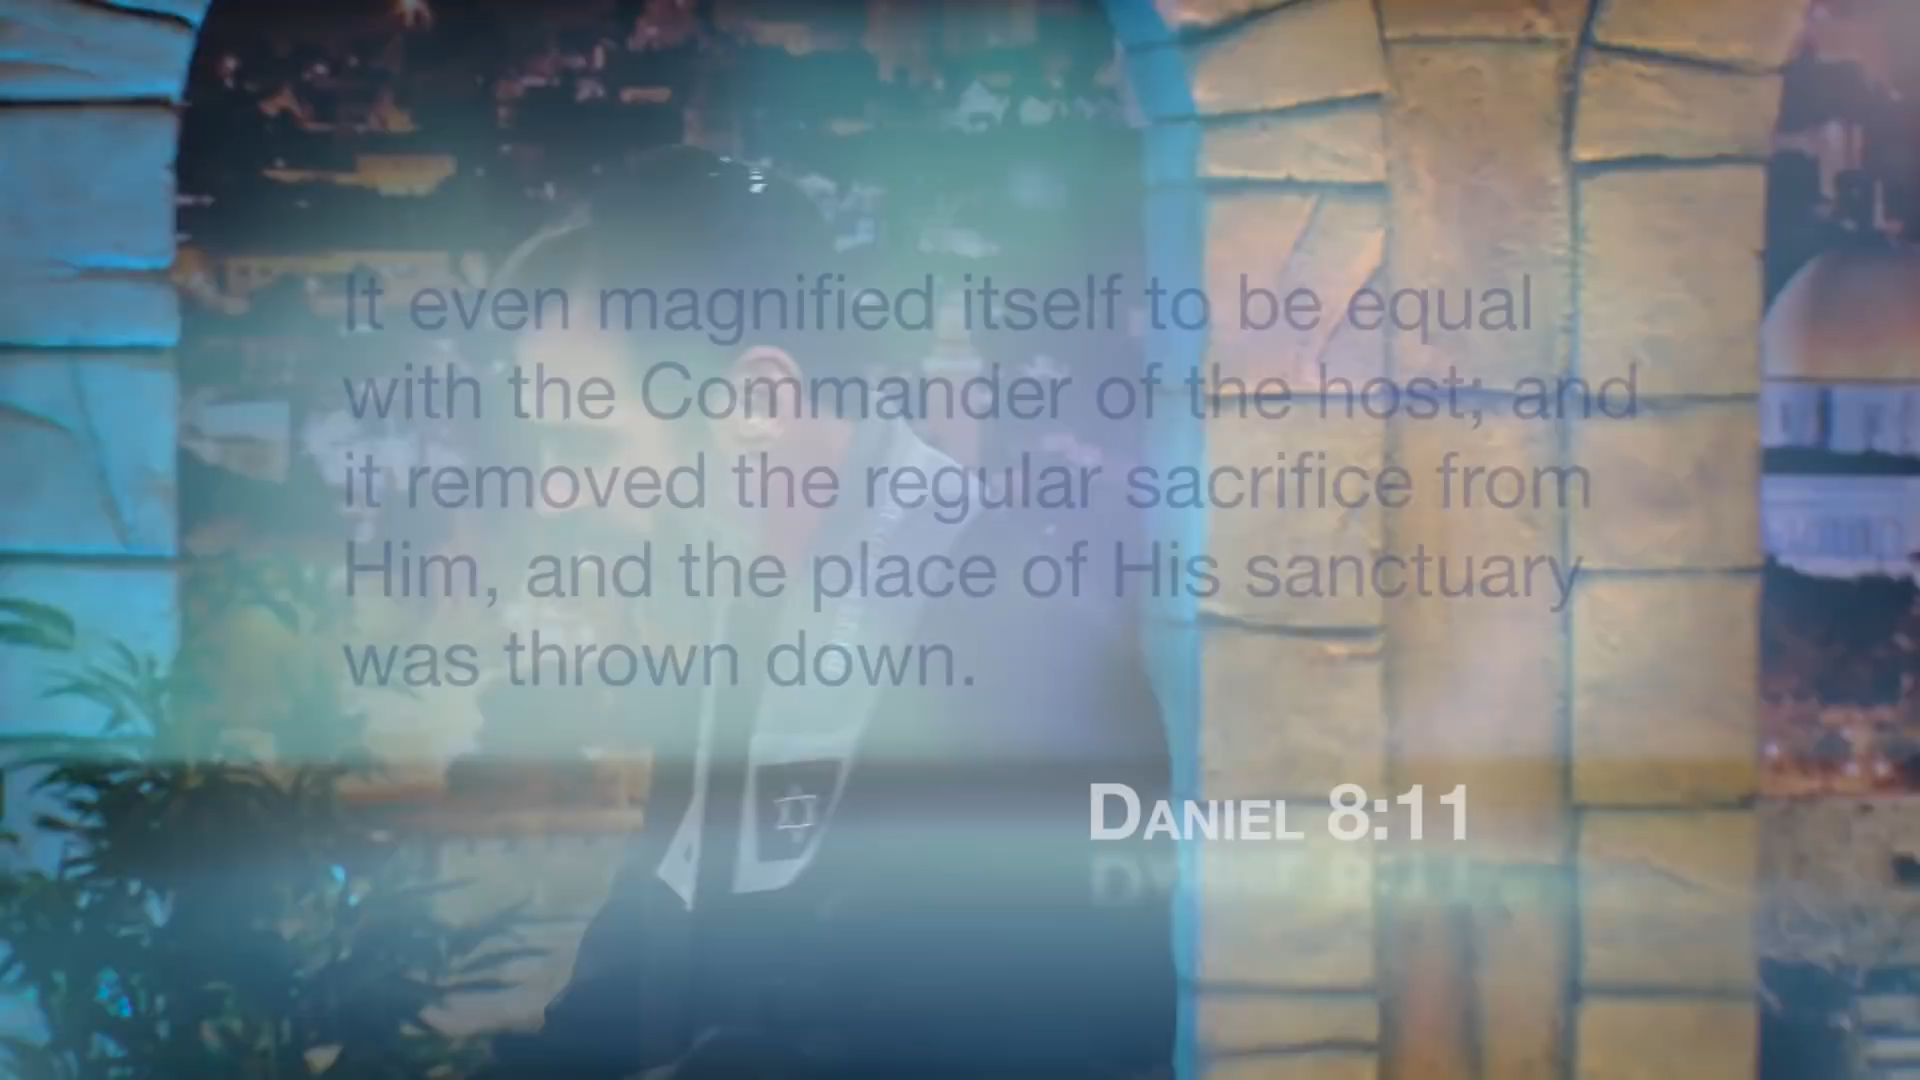 It even magnified itself to be equal
with the Commander of the host; and
it removed the regular sacrifice from
Him, and the place of His sanctuary
was thrown down.
Daniel 8:11